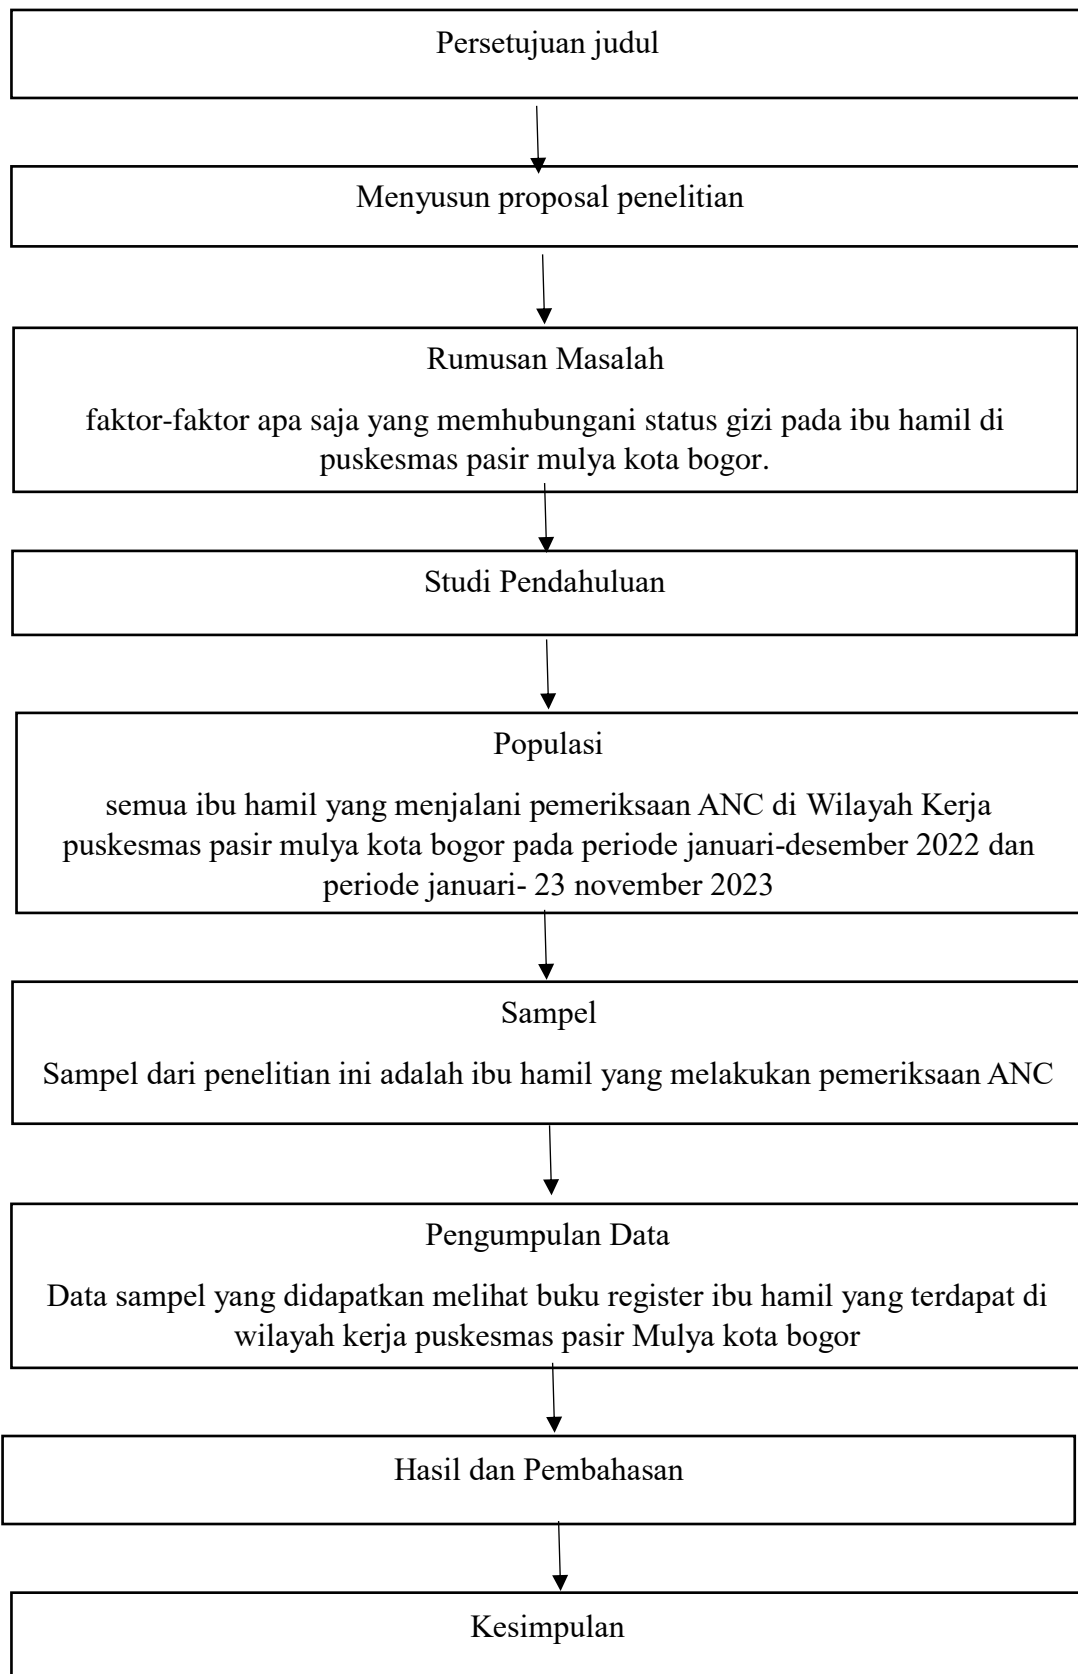 Persetujuan judul
Menyusun proposal penelitian
Rumusan Masalah
faktor-faktor apa saja yang memhubungani status gizi pada ibu hamil di
puskesmas pasir mulya kota bogor.
Studi Pendahuluan
Populasi
semua ibu hamil yang menjalani pemeriksaan ANC di Wilayah Kerja
puskesmas pasir mulya kota bogor pada periode januari-desember 2022 dan
periode januari- 23 november 2023
Sampel
Sampel dari penelitian ini adalah ibu hamil yang melakukan pemeriksaan ANC
Pengumpulan Data
Data sampel yang didapatkan melihat buku register ibu hamil yang terdapat di
wilayah kerja puskesmas pasir Mulya kota bogor
Hasil dan Pembahasan
Kesimpulan